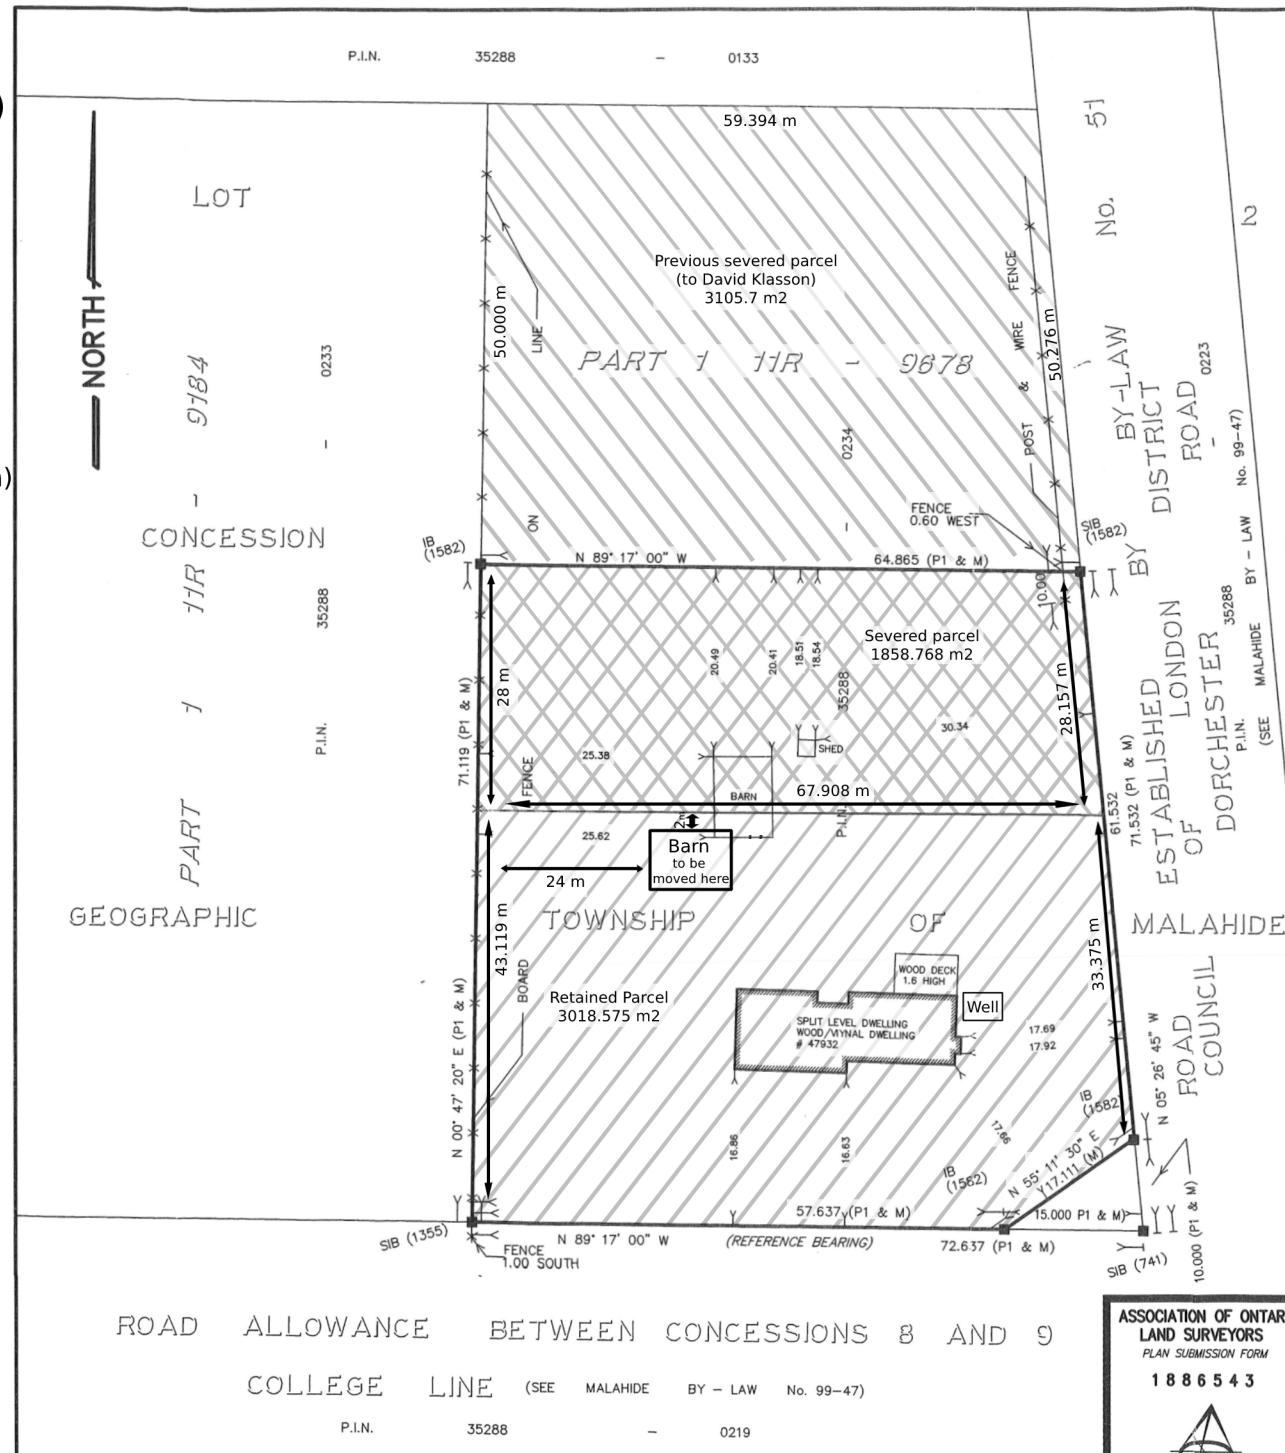 P.I.N. 35288 – 0133
59.394 m
51
No.
2
LOT
NORTH
Previous severed parcel
(to David Klasson)
3105.7 m2
50.000 m
LINE
FENCE
WIRE
&
POST
50.276 m
PART 1 11R – 9678
0234
–
35288
P.I.N.
BY-LAW
DISTRICT
ROAD
0223
–
35288
P.I.N.
(SEE MALAHIDE BY – LAW No. 99–47)
0233
–
35288
P.I.N.
9184
–
11R
1
PART
CONCESSION
IB
(1582)
ON
FENCE
0.60 WEST
SIB
(1582)
BY
N 89° 17' 00" W
64.865 (P1 & M)
10.00
Severed parcel
1858.768 m2
20.49
20.41
18.51
18.54
28 m
71.119 (P1 & M)
28.157 m
30.34
25.38
SHED
FENCE
BARN
67.908 m
61.532
71.532 (P1 & M)
ESTABLISHED
LONDON
OF
DORCHESTER
2m
25.62
Barn
to be
moved here
24 m
GEOGRAPHIC
TOWNSHIP
OF
MALAHIDE
43.119 m
33.375 m
BOARD
WOOD DECK
1.6 HIGH
Retained Parcel
3018.575 m2
Well
SPLIT LEVEL DWELLING
WOOD/VIYNAL DWELLING
# 47932
17.69
17.92
N 00° 47' 20" E (P1 & M)
N 05° 26' 45" W
ROAD
COUNCIL
IB
(1582)
16.86
16.63
17.66
N 55° 11' 30" E
17.111 (M)
IB
(1582)
57.637 (P1 & M)
15.000 P1 & M)
10.000 (P1 & M)
SIB (1355)
N 89° 17' 00" W
(REFERENCE BEARING)
72.637 (P1 & M)
FENCE
1.00 SOUTH
SIB (741)
ROAD ALLOWANCE BETWEEN CONCESSIONS 8 AND 9
COLLEGE LINE (SEE MALAHIDE BY – LAW No. 99–47)
P.I.N. 35288 – 0219
ASSOCIATION OF ONTAR
LAND SURVEYORS
PLAN SUBMISSION FORM
1886543